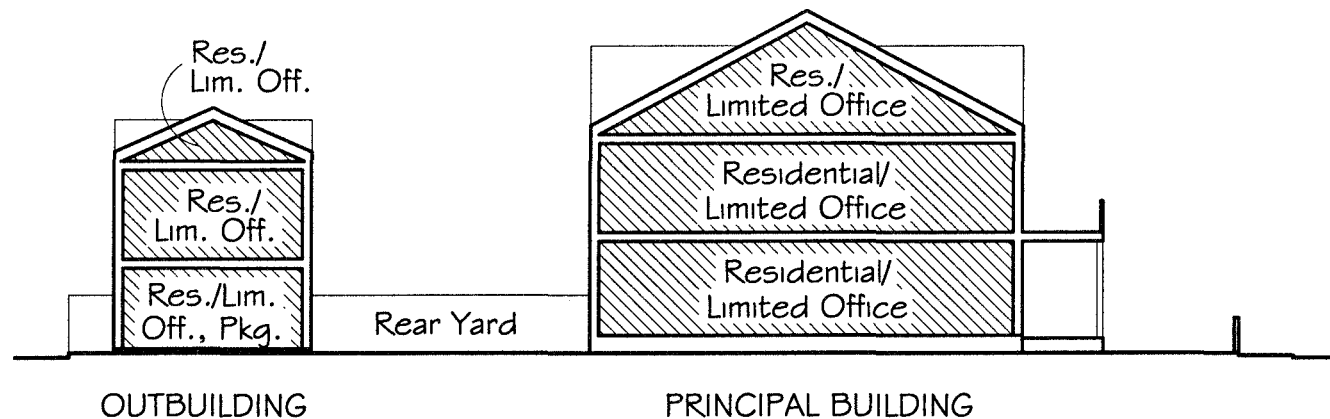 Res./
Lim. Off.
Res./
Lim. Off.
Res./Lim.
Off., Pkg.
Rear Yard
Res./
Limited Office
Residential/
Limited Office
Residential/
Limited Office
OUTBUILDING
PRINCIPAL BUILDING